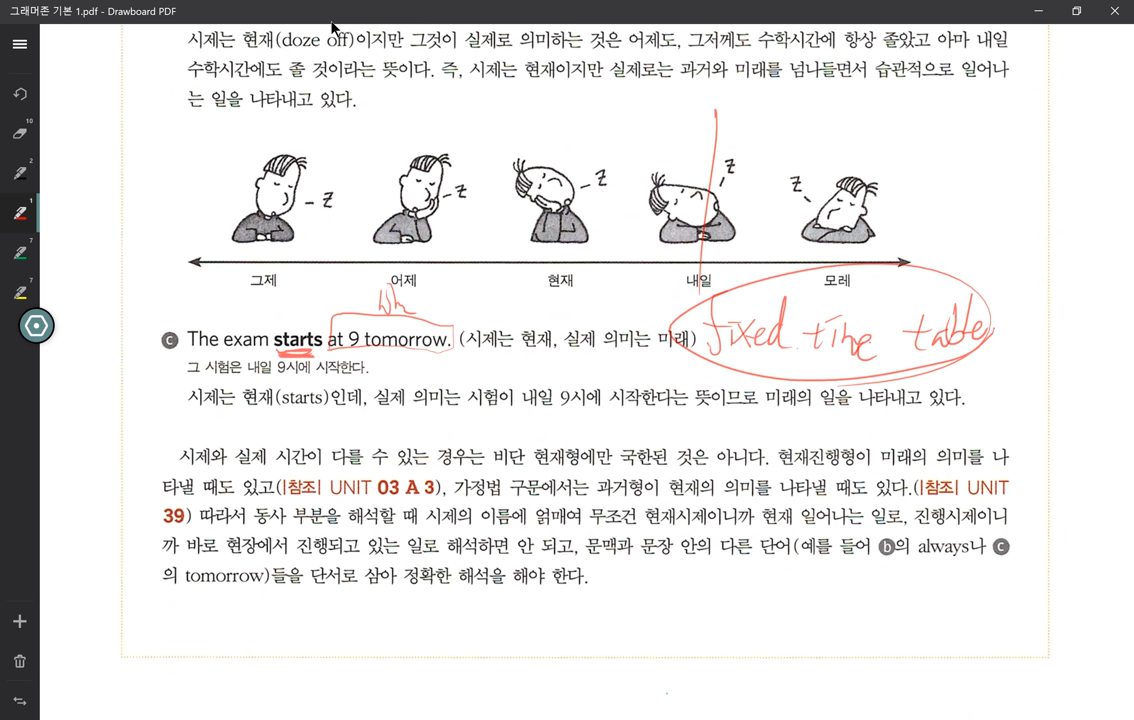 그래머존 기본 1.pdf - Drawboard PDF
10
2
1
7
7
시제는 현재(doze off)이지만 그것이 실제로 의미하는 것은 어제도, 그저께도 수학시간에 항상 졸았고 아마 내일
수학시간에도 졸 것이라는 뜻이다. 즉, 시제는 현재이지만 실제로는 과거와 미래를 넘나들면서 습관적으로 일어나
는 일을 나타내고 있다.
Z Z Z Z Z
그제 어제 현재 내일 모레
ⓒ The exam starts at 9 tomorrow. (시제는 현재, 실제 의미는 미래) fixed time table
그 시험은 내일 9시에 시작한다.
시제는 현재(starts)인데, 실제 의미는 시험이 내일 9시에 시작한다는 뜻이므로 미래의 일을 나타내고 있다.
시제와 실제 시간이 다를 수 있는 경우는 비단 현재형에만 국한된 것은 아니다. 현재진행형이 미래의 의미를 나
타낼 때도 있고(|참조| UNIT 03 A 3), 가정법 구문에서는 과거형이 현재의 의미를 나타낼 때도 있다.(|참조| UNIT
39) 따라서 동사 부분을 해석할 때 시제의 이름에 얽매여 무조건 현재시제이니까 현재 일어나는 일로, 진행시제이니
까 바로 현장에서 진행되고 있는 일로 해석하면 안 되고, 문맥과 문장 안의 다른 단어(예를 들어 ⓑ의 always나 ⓒ
의 tomorrow)들을 단서로 삼아 정확한 해석을 해야 한다.